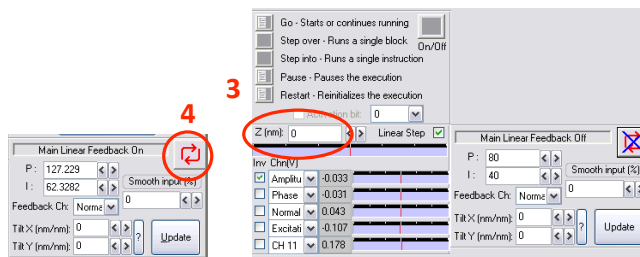 Go - Starts or continues running
Step over - Runs a single block
On/Off
Step into - Runs a single instruction
Pause - Pauses the execution
3
Restart - Reinitializes the execution
Activation bit: 0
4
Z (nm): 0
Linear Step
Main Linear Feedback On
P: 127.229
I: 62.3282
Smooth input (%)
0
Feedback Ch: Norma
Tilt X (nm/nm): 0
Tilt Y (nm/nm): 0
?
Update
Inv Chn(V)
Amplitu -0.033
Phase -0.031
Normal 0.043
Excitati -0.107
CH 11 0.178
Main Linear Feedback Off
P: 80
I: 40
Smooth input (%)
0
Feedback Ch: Norma
Tilt X (nm/nm): 0
Tilt Y (nm/nm): 0
?
Update